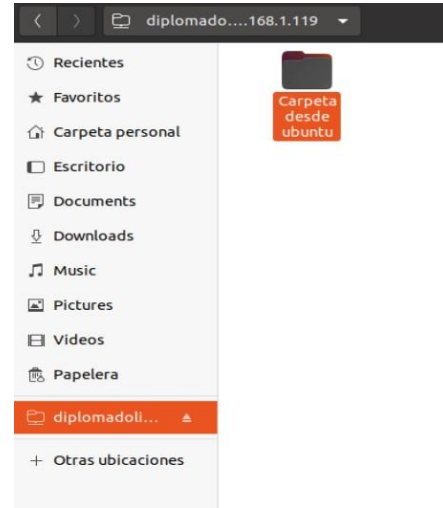 diplomado....168.1.119
Recientes
Favoritos
Carpeta personal
Escritorio
Documents
Downloads
Music
Pictures
Videos
Papelera
diplomadoli...
Otras ubicaciones
Carpeta
desde
ubuntu